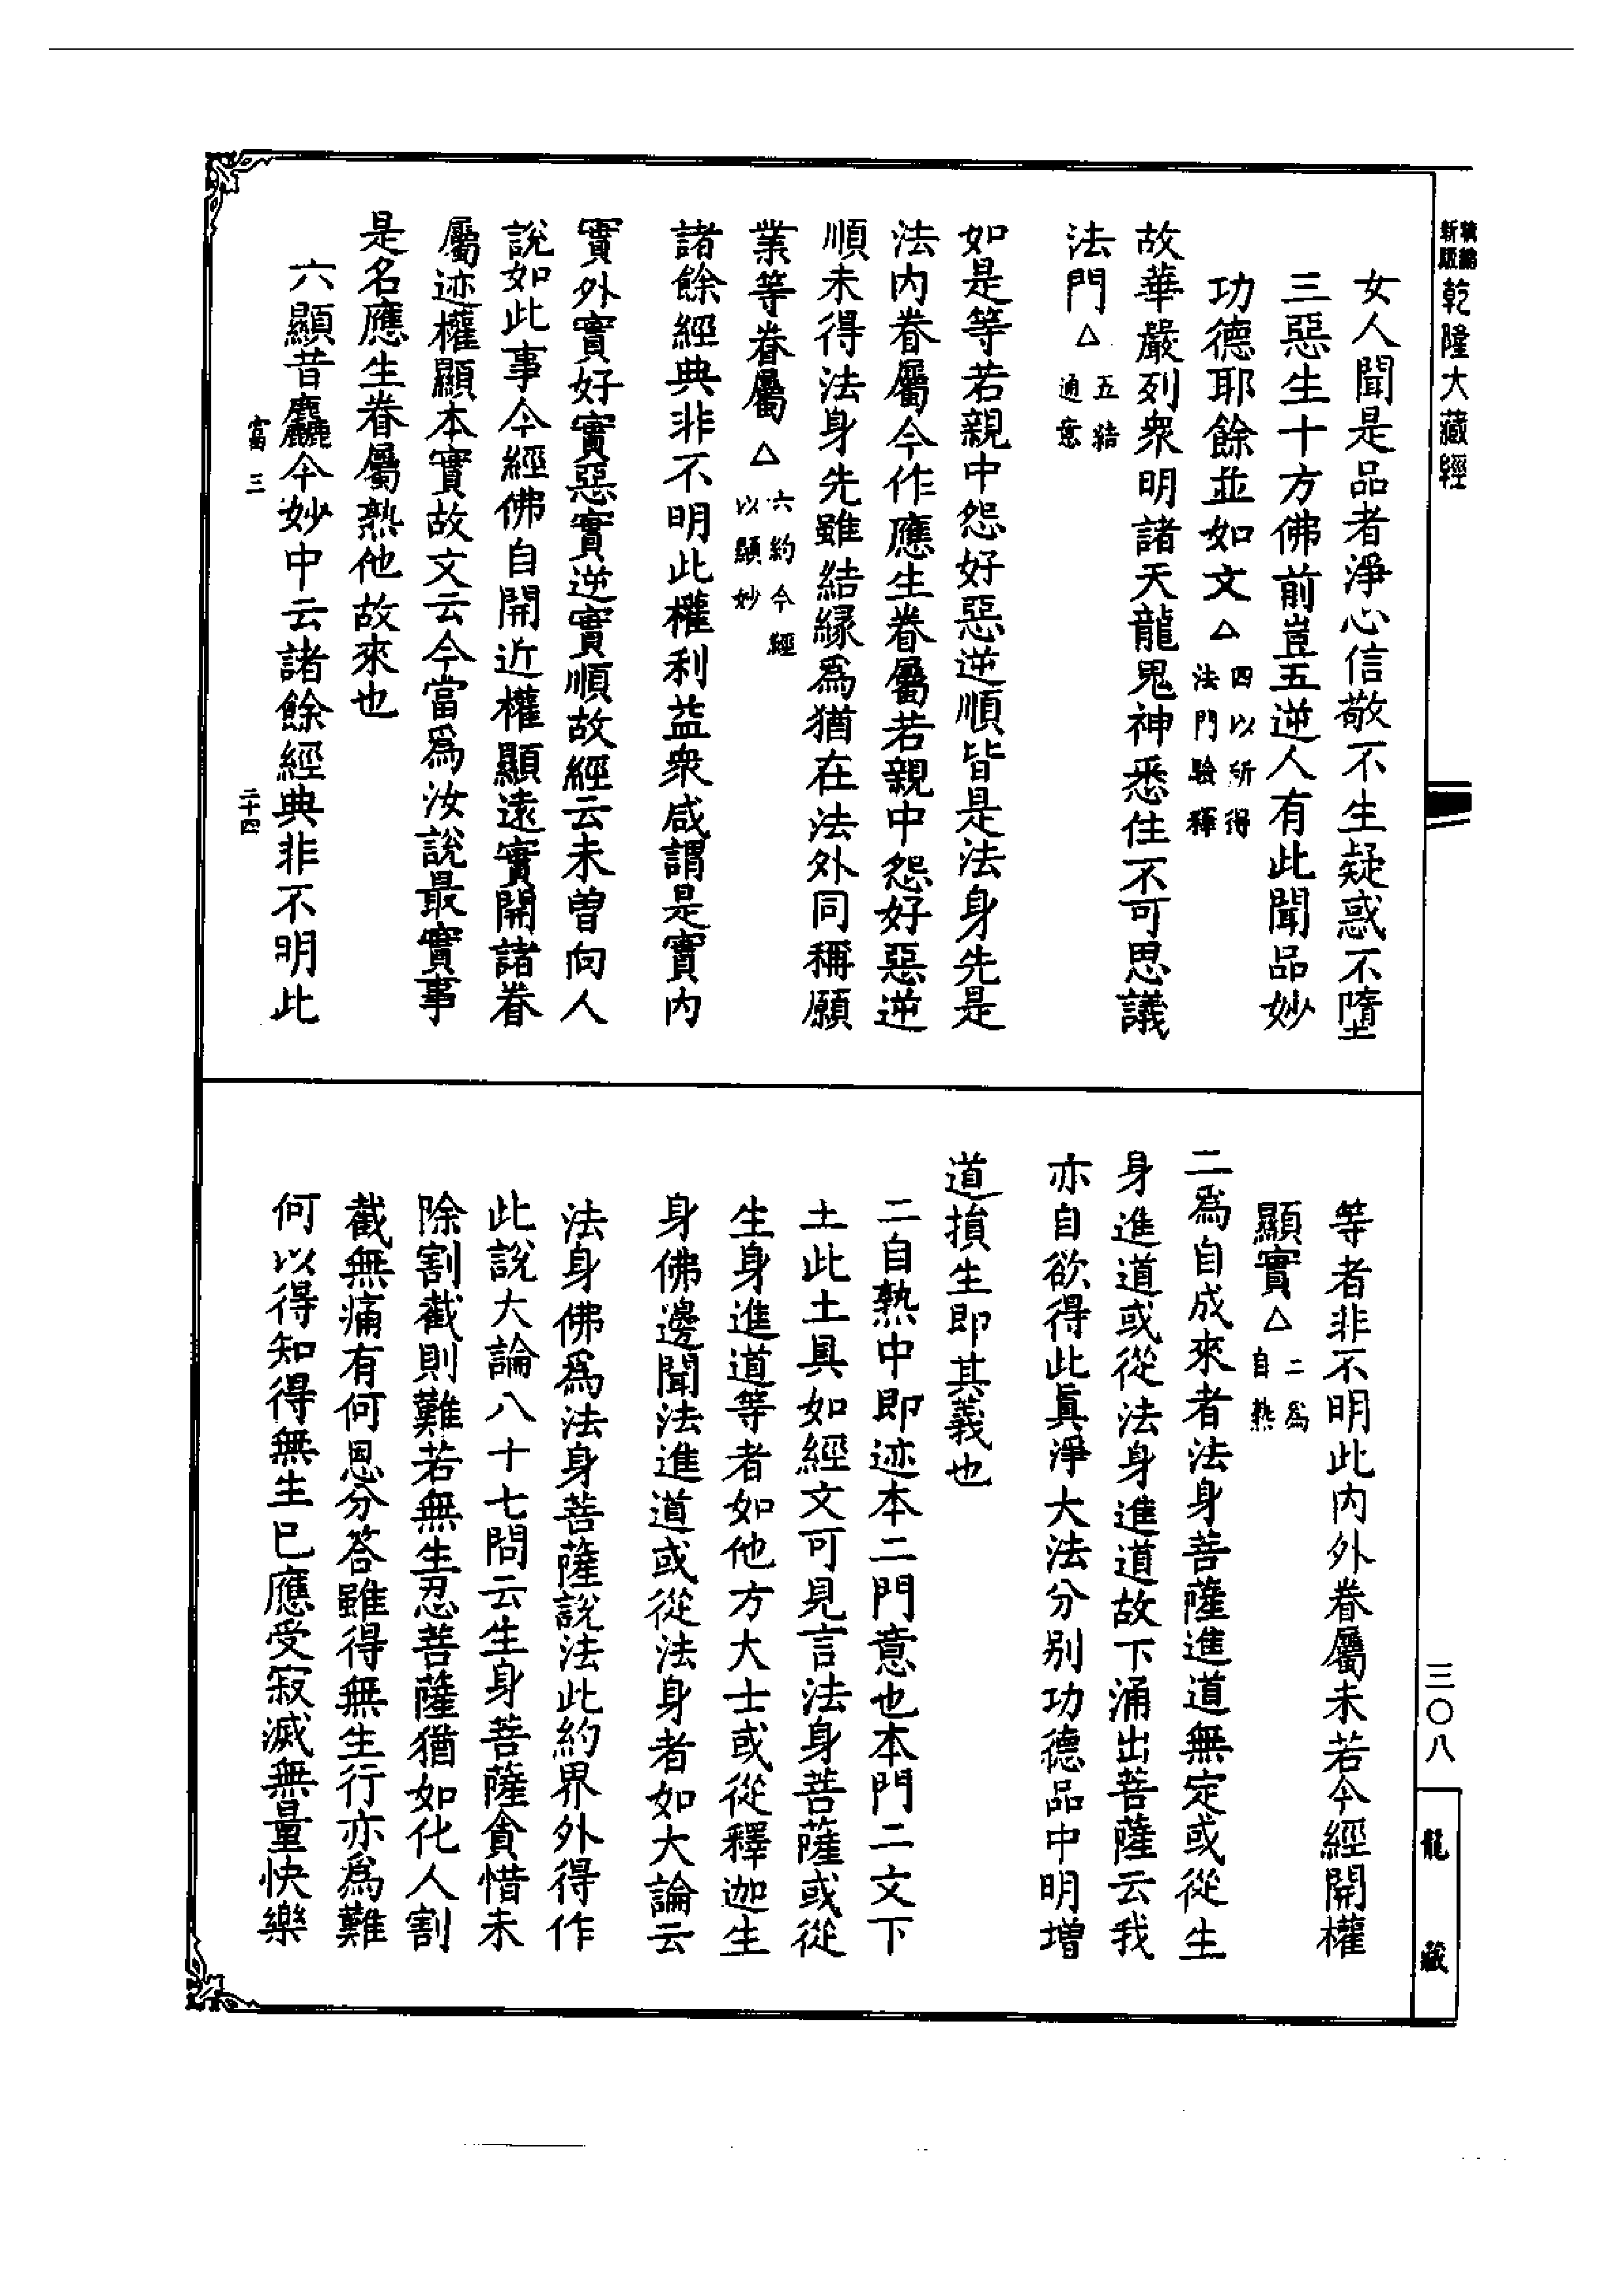 新編
縮版
乾隆大藏經
女人聞是品者淨心信敬不生疑惑不墮
三惡生十方佛前豈五逆人有此聞品妙
功德耶餘並如文△四以所得
法門驗釋
故華嚴列衆明諸天龍鬼神悉住不可思議
法門△五結
通意
如是等若親中怨好惡逆順皆是法身先是
法內眷屬今作應生眷屬若親中怨好惡逆
順未得法身先雖結緣爲猶在法外同稱願
業等眷屬△六約今經
以顯妙
諸餘經典非不明此權利益衆咸謂是實內
實外實好實惡實逆實順故經云未曾向人
說如此事今經佛自開近權顯遠實開諸眷
屬迹權顯本實故文云今當爲汝說最實事
是名應生眷屬熟他故來也
六顯昔麤今妙中云諸餘經典非不明此
富三
二十四
等者非不明此內外眷屬未若今經開權
顯實△二爲
自熟
二爲自成來者法身菩薩進道無定或從生
身進道或從法身進道故下涌出菩薩云我
亦自欲得此眞淨大法分別功德品中明增
道損生即其義也
二自熟中即迹本二門意也本門二文下
土此土具如經文可見言法身菩薩或從
生身進道等者如他方大士或從釋迦生
身佛邊聞法進道或從法身者如大論云
法身佛爲法身菩薩說法此約界外得作
此說大論八十七問云生身菩薩貪惜未
除割截則難若無生忍菩薩猶如化人割
截無痛有何恩分答雖得無生行亦爲難
何以得知得無生已應受寂滅無量快樂
三〇八
龍藏